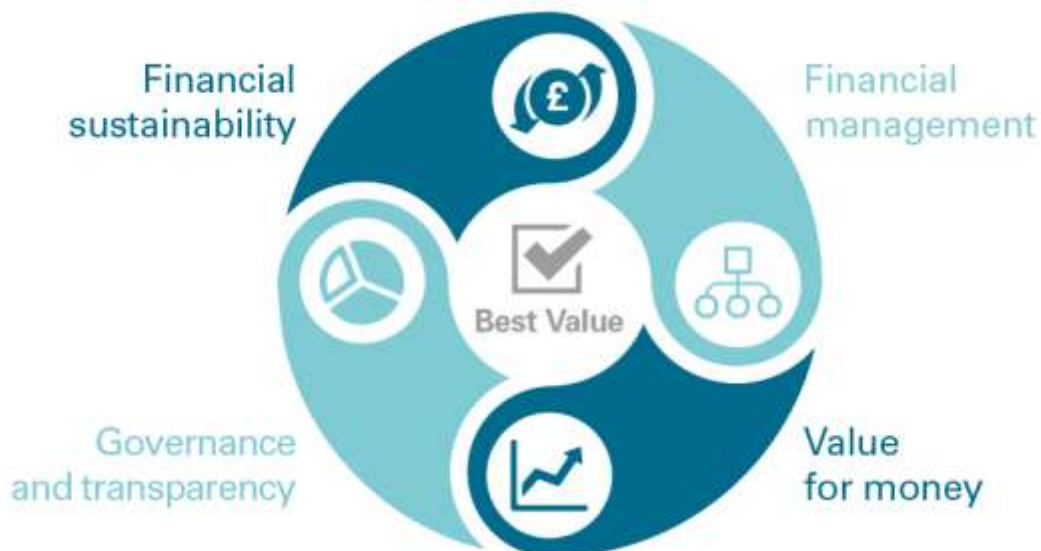 Financial
sustainability
Financial
management
£
Best Value
Governance
and transparency
Value
for money